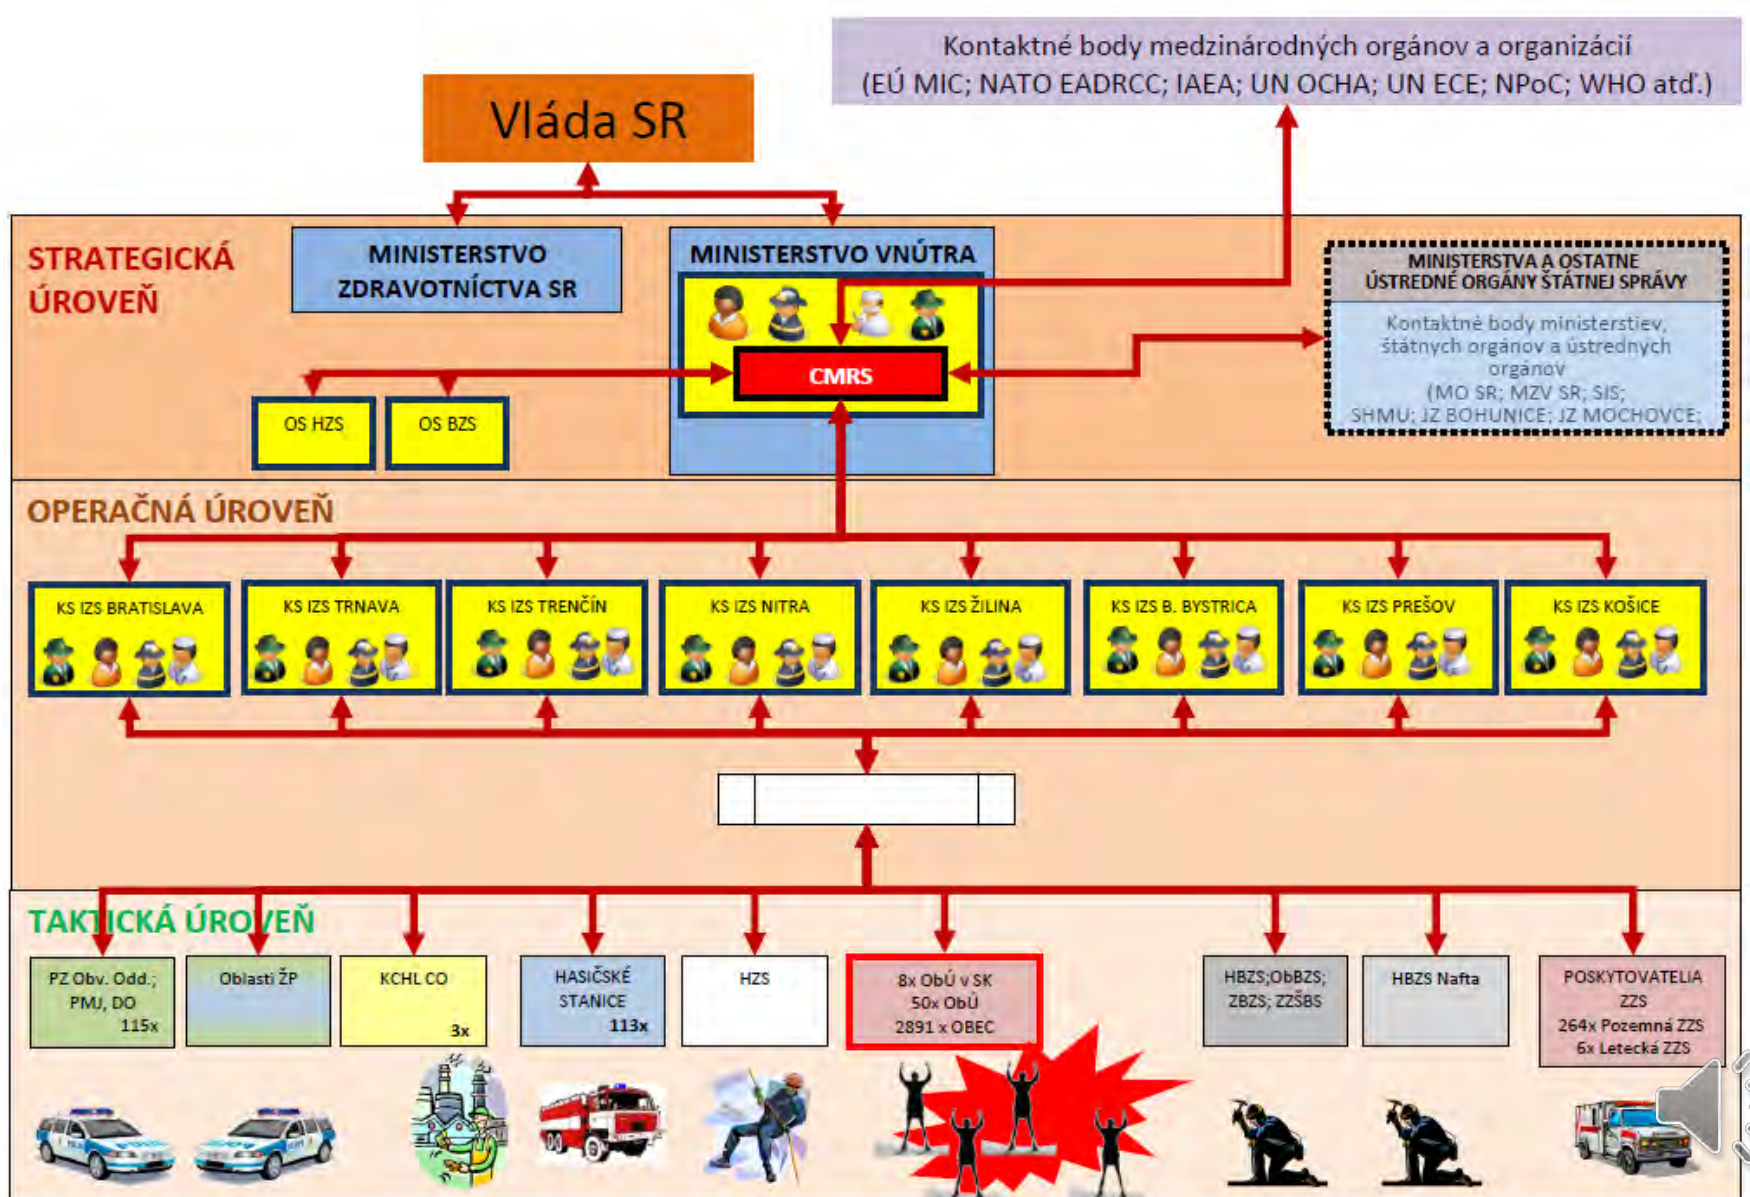 Kontaktné body medzinárodných orgánov a organizácií
(EÚ MIC; NATO EADRCC; IAEA; UN OCHA; UN ECE; NPoC; WHO atď.)
Vláda SR
STRATEGICKÁ
ÚROVEŇ
MINISTERSTVO
ZDRAVOTNÍCTVA SR
MINISTERSTVO VNÚTRA
CMRS
MINISTERSTVA A OSTATNE
ÚSTREDNÉ ORGÁNY ŠTÁTNEJ SPRÁVY
Kontaktné body ministerstiev,
štátnych orgánov a ústrednych
orgánov
(MO SR; MZV SR; SIS;
SHMU; JZ BOHUNICE; JZ MOCHOVCE;
OS HZS
OS BZS
OPERAČNÁ ÚROVEŇ
KS IZS BRATISLAVA
KS IZS TRNAVA
KS IZS TRENČÍN
KS IZS NITRA
KS IZS ŽILINA
KS IZS B. BYSTRICA
KS IZS PREŠOV
KS IZS KOŠICE
TAKTICKÁ ÚROVEŇ
PZ Obv. Odd.;
PMJ, DO
115x
Oblasti ŽP
KCHL CO
3x
HASIČSKÉ
STANICE
113x
HZS
8x ObÚ v SK
50x ObÚ
2891 x OBEC
HBZS;ObBZS;
ZBZS; ZZŠBS
HBZS Nafta
POSKYTOVATELIA
ZZS
264x Pozemná ZZS
6x Letecká ZZS